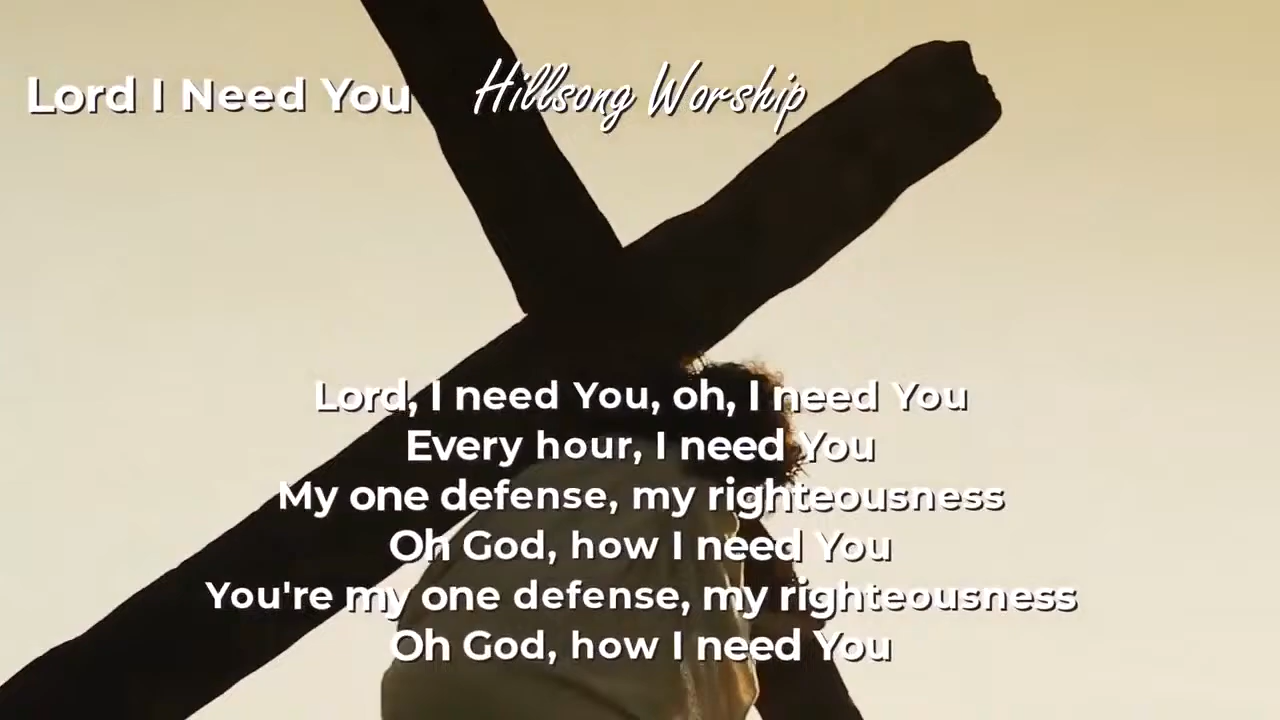 Lord I Need You Hillsong Worship
Lord, I need You, oh, I need You
Every hour, I need You
My one defense, my righteousness
Oh God, how I need You
You're my one defense, my righteousness
Oh God, how I need You